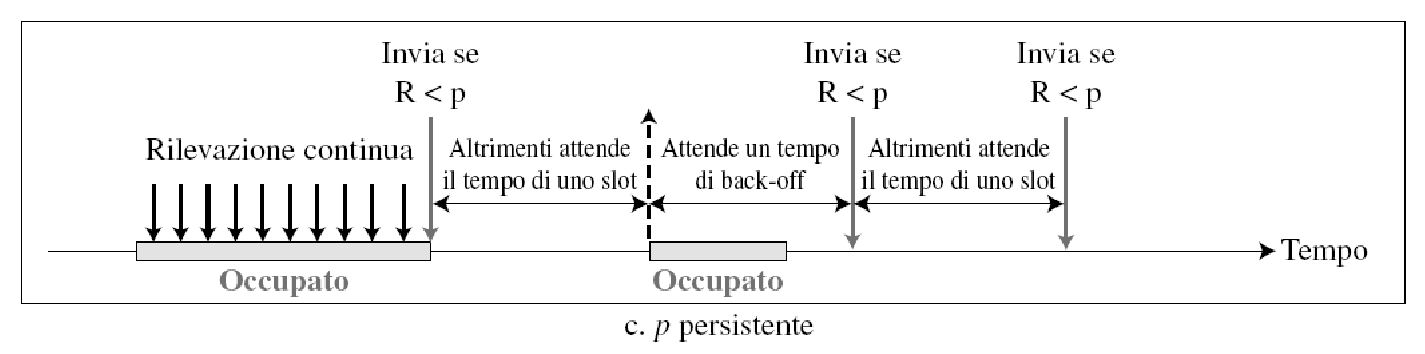 Invia se
R < p
Invia se
R < p
Invia se
R < p
Rilevazione continua
Altrimenti attende
il tempo di uno slot
Attende un tempo
di back-off
Altrimenti attende
il tempo di uno slot
Tempo
Occupato
Occupato
c. p persistente